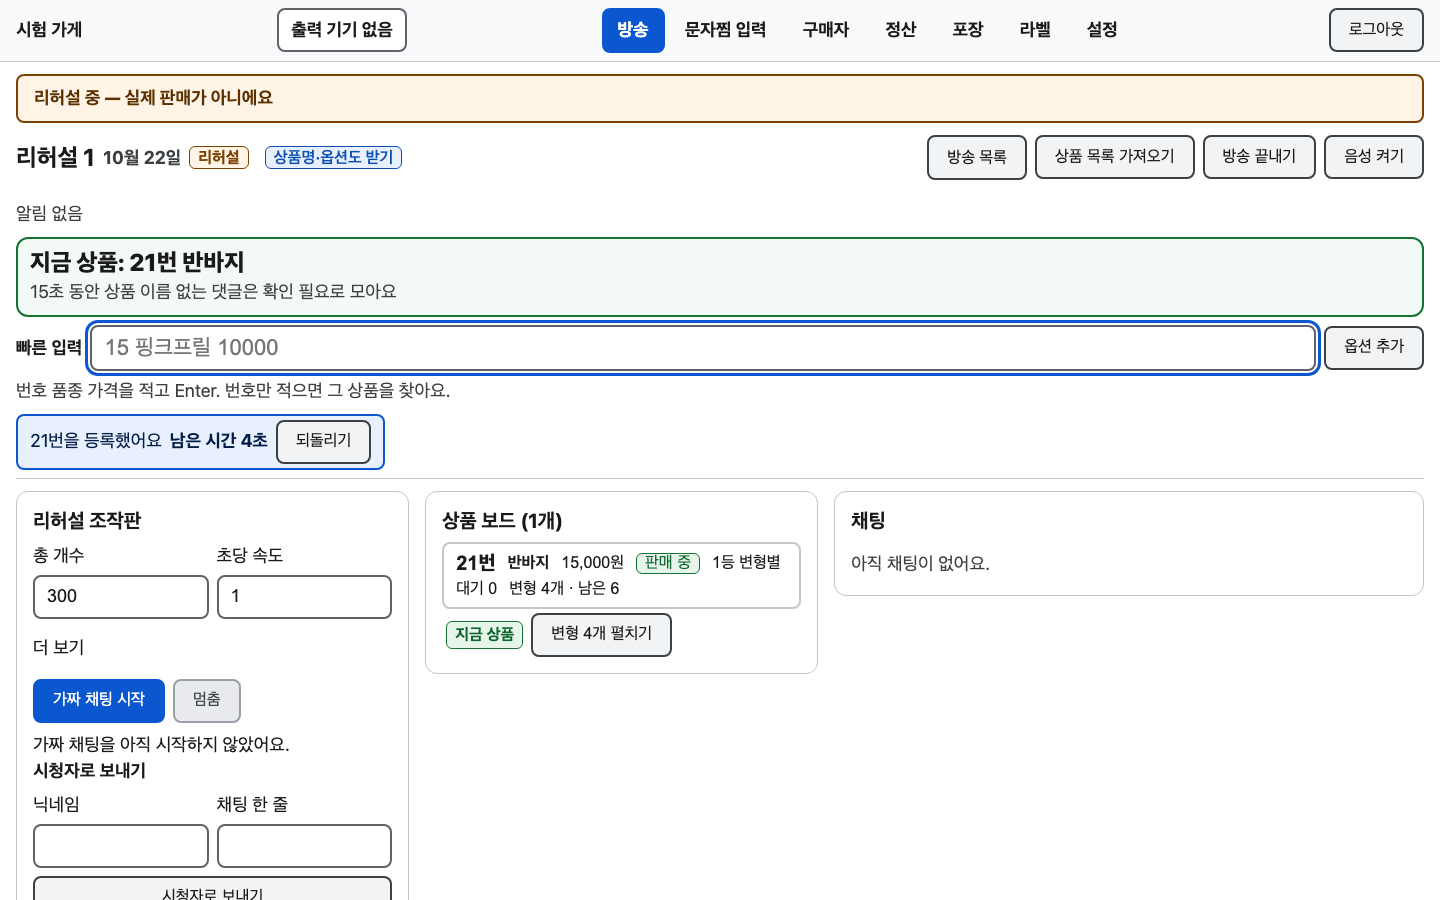 시험 가게
출력 기기 없음
방송
문자찜 입력
구매자
정산
포장
라벨
설정
로그아웃
리허설 중 — 실제 판매가 아니에요
리허설 1 10월 22일 리허설 상품명·옵션도 받기
방송 목록
상품 목록 가져오기
방송 끝내기
음성 켜기
알림 없음
지금 상품: 21번 반바지
15초 동안 상품 이름 없는 댓글은 확인 필요로 모아요
빠른 입력
15 핑크프릴 10000
옵션 추가
번호 품종 가격을 적고 Enter. 번호만 적으면 그 상품을 찾아요.
21번을 등록했어요 남은 시간 4초 되돌리기
리허설 조작판
총 개수
초당 속도
300
1
더 보기
가짜 채팅 시작
멈춤
가짜 채팅을 아직 시작하지 않았어요.
시청자로 보내기
닉네임
채팅 한 줄
시청자로 보내기
상품 보드 (1개)
21번 반바지 15,000원 판매 중 1등 변형별
대기 0 변형 4개 · 남은 6
지금 상품
변형 4개 펼치기
채팅
아직 채팅이 없어요.